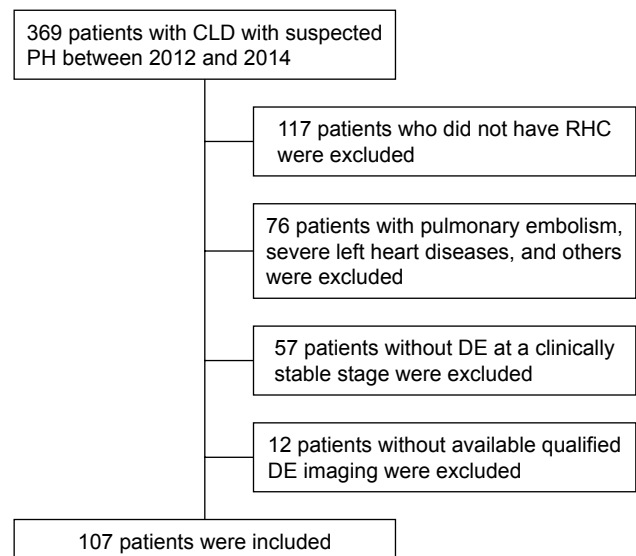 369 patients with CLD with suspected
PH between 2012 and 2014
117 patients who did not have RHC
were excluded
76 patients with pulmonary embolism,
severe left heart diseases, and others
were excluded
57 patients without DE at a clinically
stable stage were excluded
12 patients without available qualified
DE imaging were excluded
107 patients were included